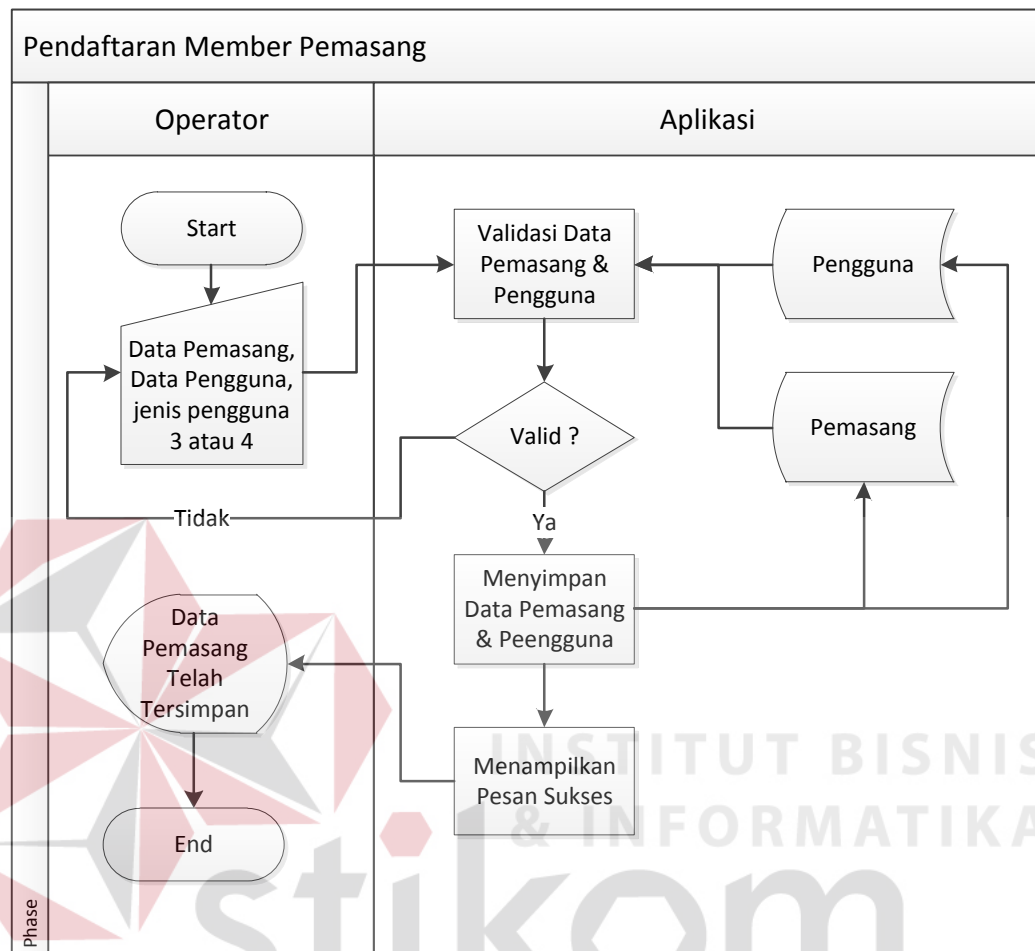 Pendaftaran Member Pemasang
Operator
Aplikasi
Start
Validasi Data
Pemasang &
Pengguna
Pengguna
Data Pemasang,
Data Pengguna,
jenis pengguna
3 atau 4
Valid ?
Pemasang
Tidak
Ya
Menyimpan
Data Pemasang
& Peengguna
Data
Pemasang
Telah
Tersimpan
Menampilkan
Pesan Sukses
End
Phase
INSTITUT BISNIS
& INFORMATIKA
stikom